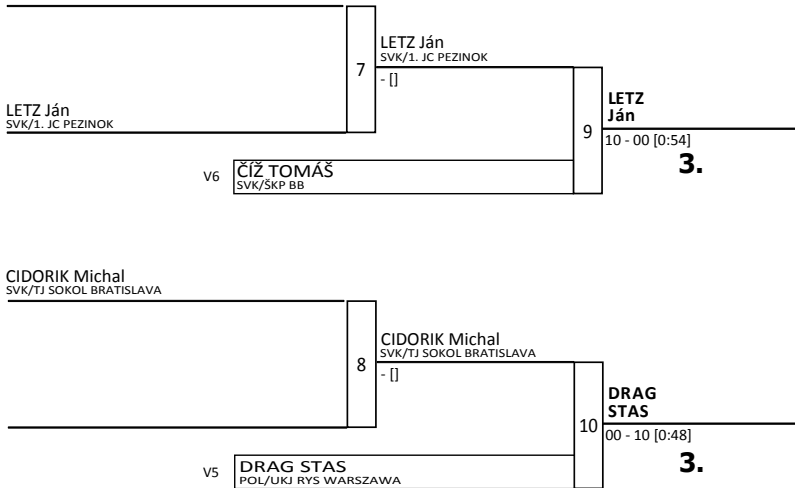 LETZ Ján
SVK/1. JC PEZINOK
7
LETZ Ján
SVK/1. JC PEZINOK
- []
V6
ČÍŽ TOMÁŠ
SVK/ŠKP BB
9
LETZ
Ján
10 - 00 [0:54]
3.
CIDORIK Michal
SVK/TJ SOKOL BRATISLAVA
8
CIDORIK Michal
SVK/TJ SOKOL BRATISLAVA
- []
V5
DRAG STAS
POL/UKJ RYS WARSZAWA
10
DRAG
STAS
00 - 10 [0:48]
3.